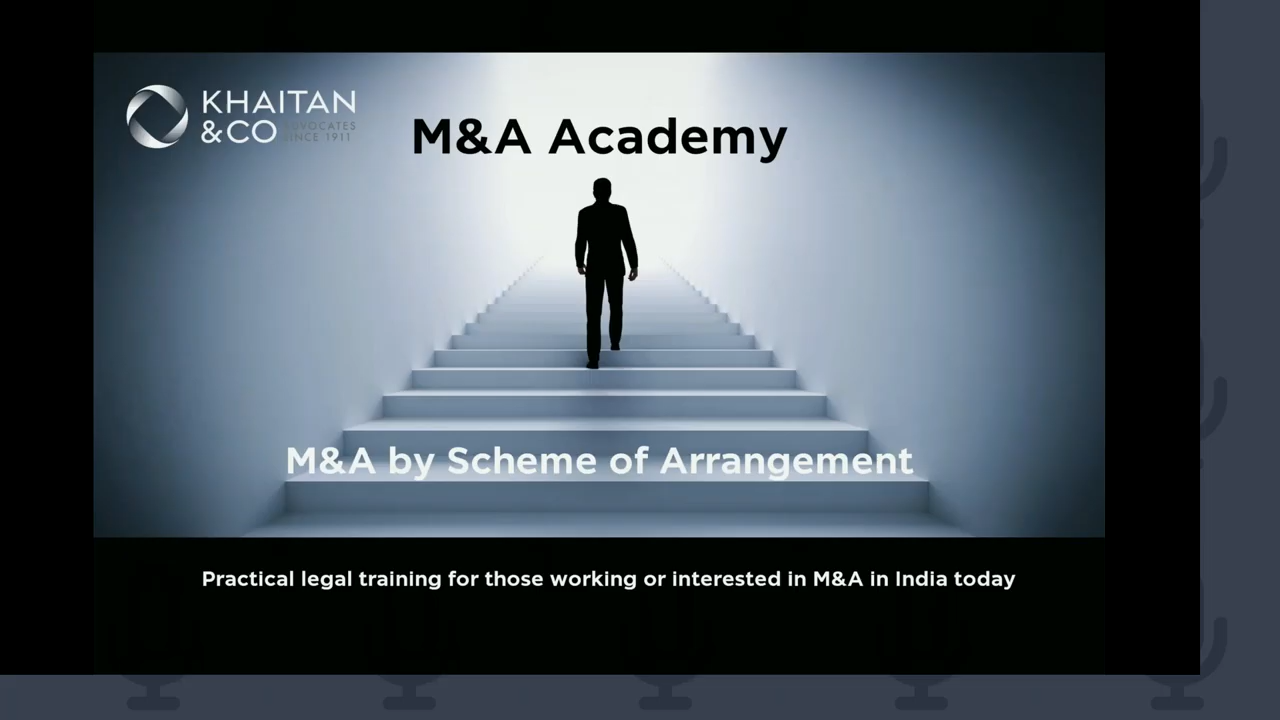 KHAITAN
&CO ADVOCATES
SINCE 1911
M&A Academy
M&A by Scheme of Arrangement
Practical legal training for those working or interested in M&A in India today